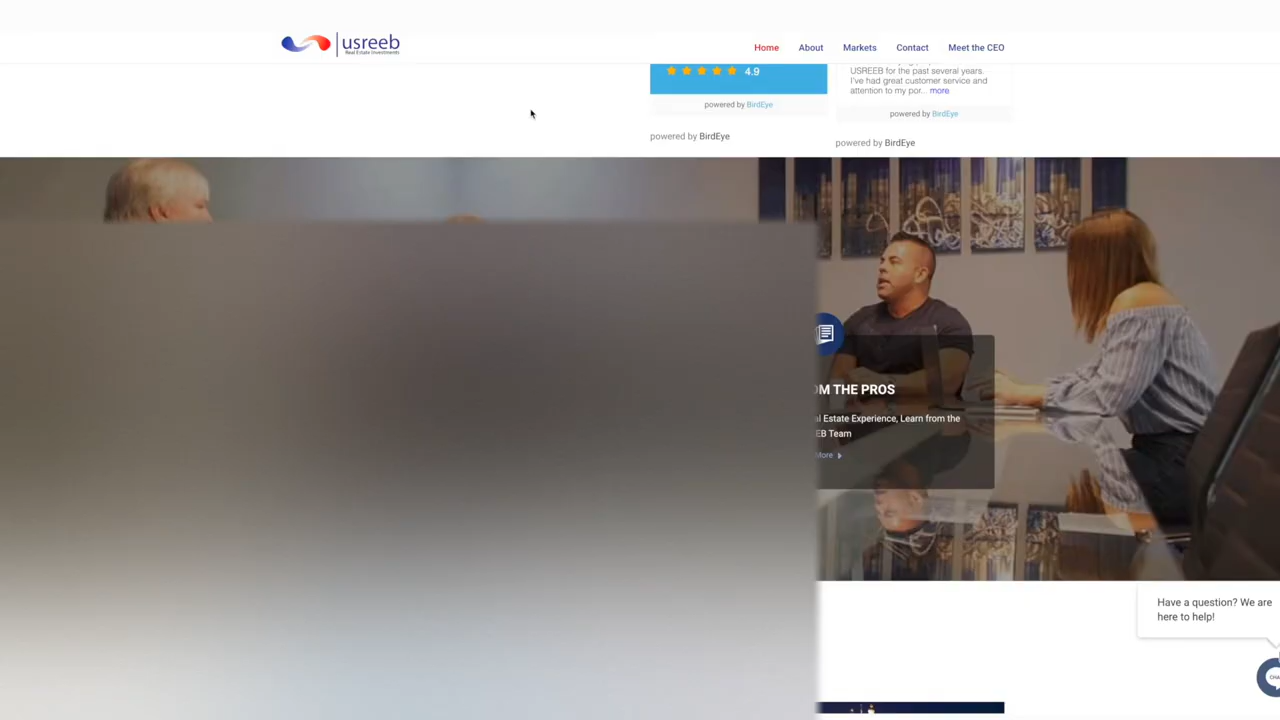 usreeb
Real Estate Investments
Home
About
Markets
Contact
Meet the CEO
4.9
powered by BirdEye
powered by BirdEye
USREEB for the past several years.
I've had great customer service and
attention to my por... more
powered by BirdEye
powered by BirdEye
OM THE PROS
al Estate Experience, Learn from the
EB Team
More
Have a question? We are
here to help!